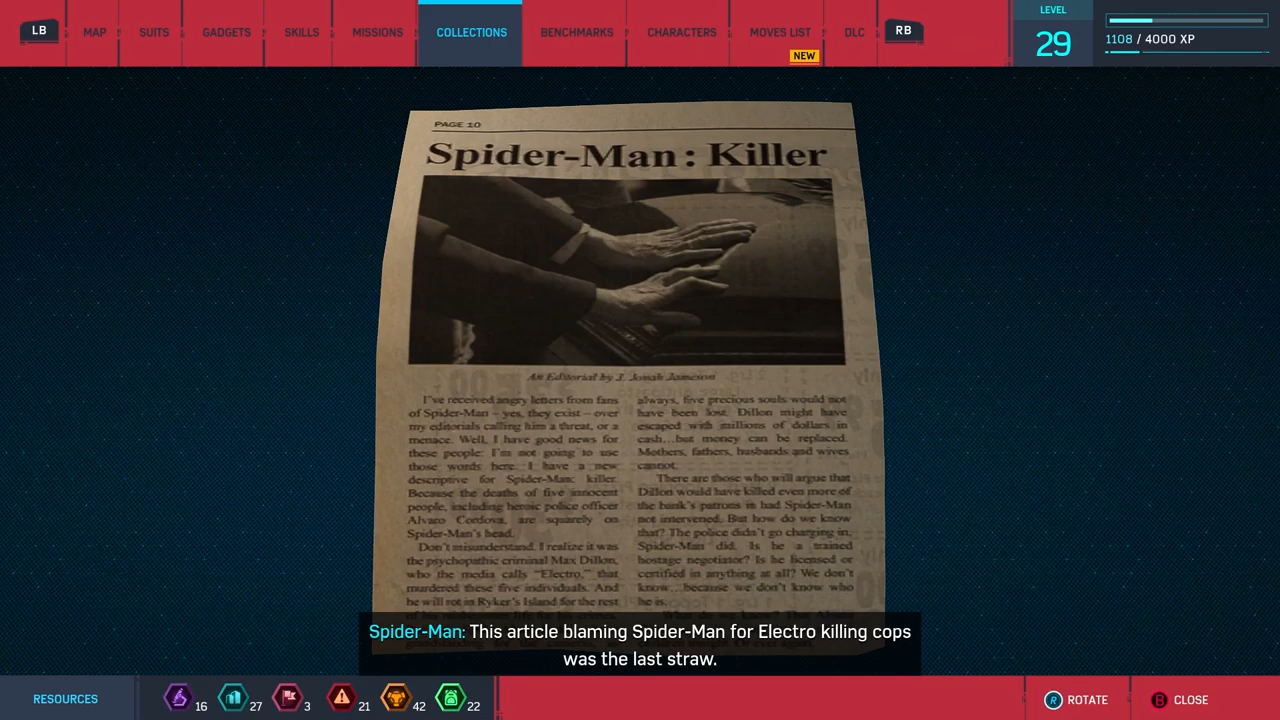 LB
MAP
SUITS
GADGETS
SKILLS
MISSIONS
COLLECTIONS
BENCHMARKS
CHARACTERS
MOVES LIST
NEW
DLC
RB
LEVEL
29
1108 / 4000 XP
PAGE 10
Spider-Man: Killer
An Editorial by J. Jonah Jameson
I've received angry letters from fans
of Spider-Man – yes, they exist – over
my editorials calling him a threat, or a
menace. Well, I have good news for
these people: I'm not going to use
those words here. I have a new
descriptive for Spider-Man: killer.
Because the deaths of five innocent
people, including heroic police officer
Alvaro Cordova, are squarely on
Spider-Man's head.
Don't misunderstand. I realize it was
the psychopathic criminal Max Dillon,
who the media calls "Electro," that
murdered these five individuals. And
he will rot in Ryker's Island for the rest
always, five precious souls would not
have been lost. Dillon might have
escaped with millions of dollars in
cash...but money can be replaced.
Mothers, fathers, husbands and wives
cannot.
There are those who will argue that
Dillon would have killed even more of
the bank's patrons in had Spider-Man
not intervened. But how do we know
that? The police didn't go charging in,
Spider-Man did. Is he a trained
hostage negotiator? Is he licensed or
certified in anything at all? We don't
know...because we don't know who
he is.
Spider-Man: This article blaming Spider-Man for Electro killing cops
was the last straw.
RESOURCES
16
27
3
21
42
22
R ROTATE
B CLOSE